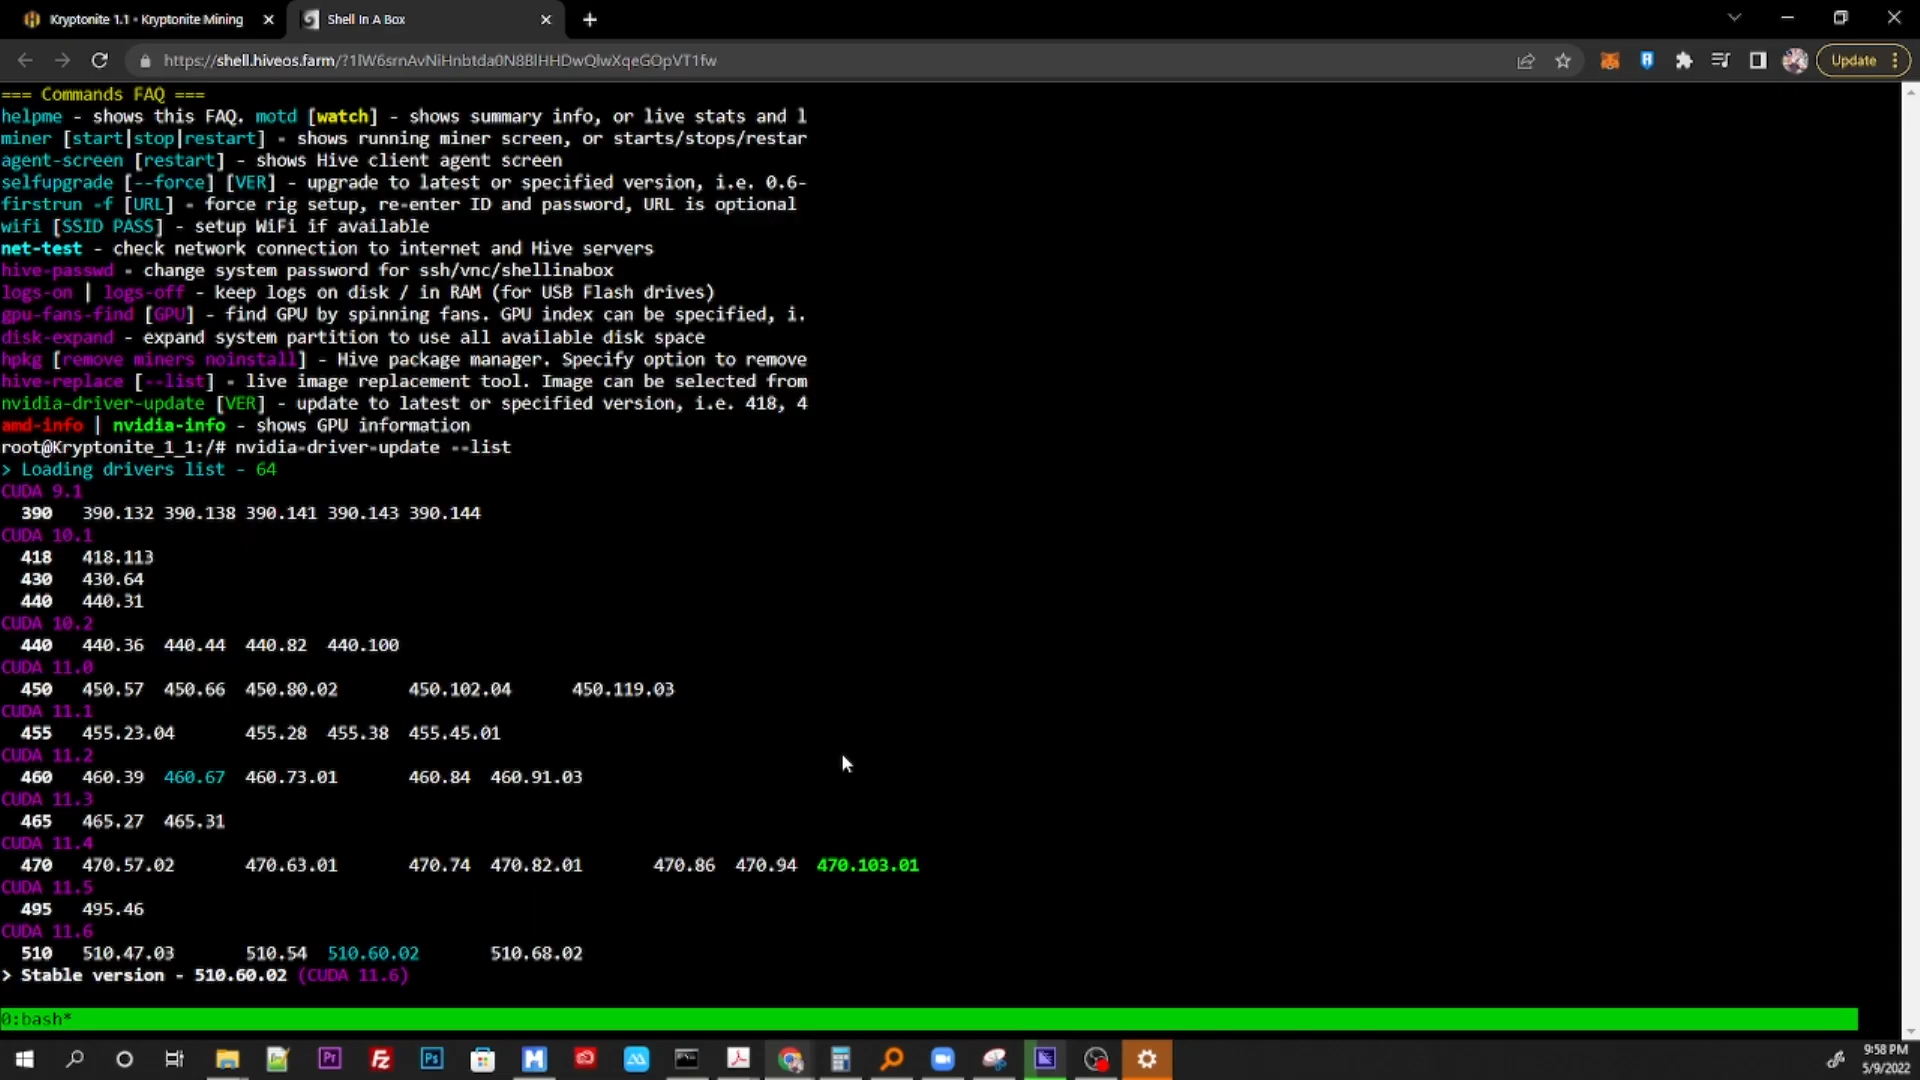 Kryptonite 1.1 • Kryptonite Mining
Shell In A Box
https://shell.hiveos.farm/?1lW6srnAvNiHnbtda0N8BlHHDwQlwXqeGOpVT1fw
Update
=== Commands FAQ ===
helpme - shows this FAQ. motd [watch] - shows summary info, or live stats and l
miner [start|stop|restart] - shows running miner screen, or starts/stops/restar
agent-screen [restart] - shows Hive client agent screen
selfupgrade [--force] [VER] - upgrade to latest or specified version, i.e. 0.6-
firstrun -f [URL] - force rig setup, re-enter ID and password, URL is optional
wifi [SSID PASS] - setup WiFi if available
net-test - check network connection to internet and Hive servers
hive-passwd - change system password for ssh/vnc/shellinabox
logs-on | logs-off - keep logs on disk / in RAM (for USB Flash drives)
gpu-fans-find [GPU] - find GPU by spinning fans. GPU index can be specified, i.
disk-expand - expand system partition to use all available disk space
hpkg [remove miners noinstall] - Hive package manager. Specify option to remove
hive-replace [--list] - live image replacement tool. Image can be selected from
nvidia-driver-update [VER] - update to latest or specified version, i.e. 418, 4
amd-info | nvidia-info - shows GPU information
root@Kryptonite_1_1:/# nvidia-driver-update --list
> Loading drivers list - 64
CUDA 9.1
390 390.132 390.138 390.141 390.143 390.144
CUDA 10.1
418 418.113
430 430.64
440 440.31
CUDA 10.2
440 440.36 440.44 440.82 440.100
CUDA 11.0
450 450.57 450.66 450.80.02 450.102.04 450.119.03
CUDA 11.1
455 455.23.04 455.28 455.38 455.45.01
CUDA 11.2
460 460.39 460.67 460.73.01 460.84 460.91.03
CUDA 11.3
465 465.27 465.31
CUDA 11.4
470 470.57.02 470.63.01 470.74 470.82.01 470.86 470.94 470.103.01
CUDA 11.5
495 495.46
CUDA 11.6
510 510.47.03 510.54 510.60.02 510.68.02
> Stable version - 510.60.02 (CUDA 11.6)
0:bash*
Pr
Fz
Ps
9:58 PM
5/9/2022